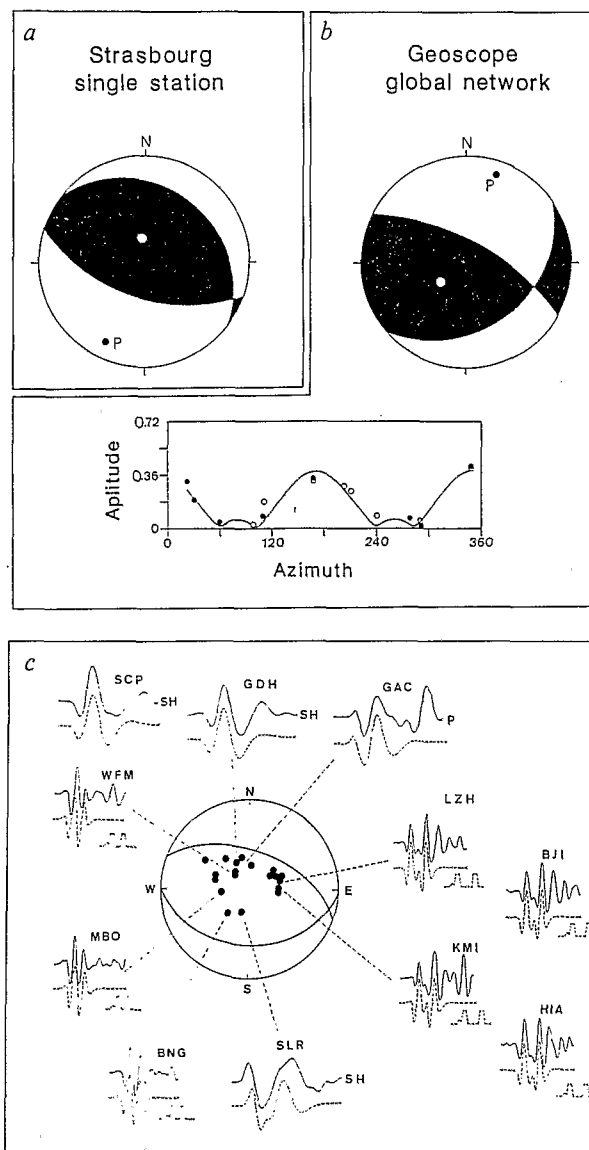 a
Strasbourg
single station
N
P
b
Geoscope
global network
N
P
Aplitude
0.72
0.36
0
0
120
240
360
Azimuth
c
SCP
SH
GDH
SH
GAC
P
WFM
N
LZH
BJI
W
E
MBO
KMI
S
HIA
BNG
SLR
SH